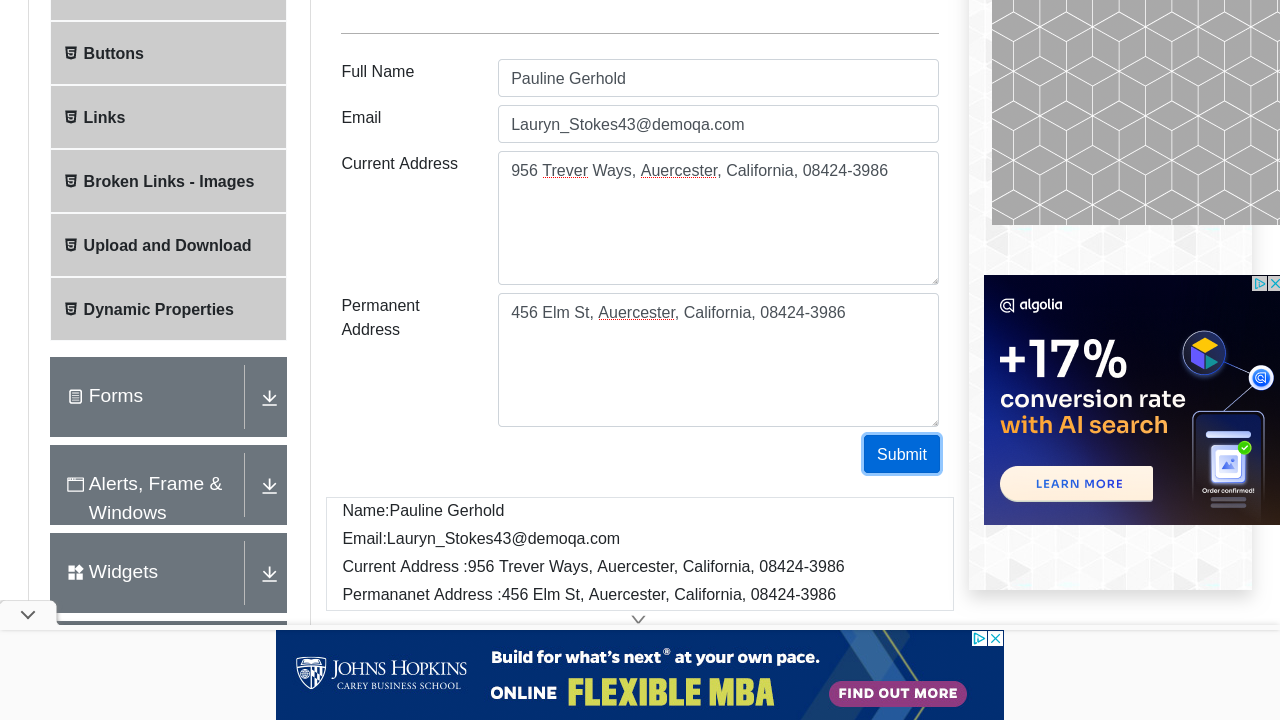 Buttons
Links
Broken Links - Images
Upload and Download
Dynamic Properties
Forms
Alerts, Frame &
Windows
Widgets
Full Name
Pauline Gerhold
Email
Lauryn_Stokes43@demoqa.com
Current Address
956 Trever Ways, Auercester, California, 08424-3986
Permanent
Address
456 Elm St, Auercester, California, 08424-3986
Submit
Name:Pauline Gerhold
Email:Lauryn_Stokes43@demoqa.com
Current Address :956 Trever Ways, Auercester, California, 08424-3986
Permananet Address :456 Elm St, Auercester, California, 08424-3986
algolia
+17%
conversion rate
with AI search
LEARN MORE
Order confirmed!
JOHNS HOPKINS
CAREY BUSINESS SCHOOL
Build for what's next® at your own pace.
ONLINE FLEXIBLE MBA
FIND OUT MORE